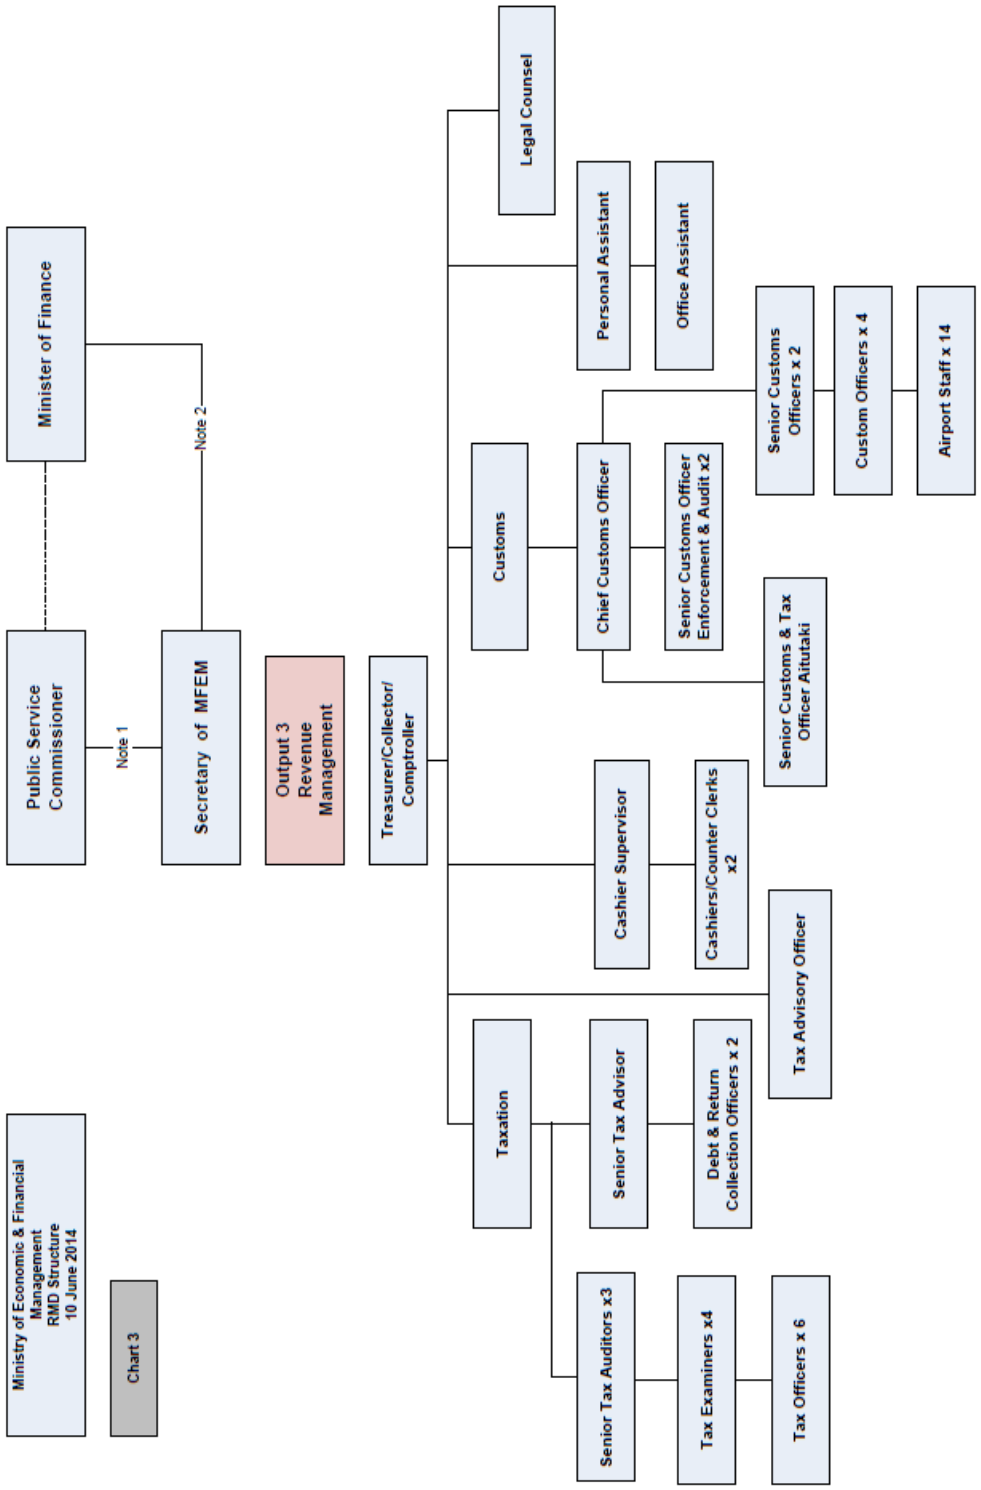 Ministry of Economic & Financial
Management
RMD Structure
10 June 2014
Chart 3
Public Service
Commissioner
Minister of Finance
Note 1
Note 2
Secretary of MFEM
Output 3
Revenue
Management
Treasurer/Collector/
Comptroller
Taxation
Senior Tax Auditors x3
Tax Examiners x4
Tax Officers x 6
Senior Tax Advisor
Debt & Return
Collection Officers x 2
Tax Advisory Officer
Cashier Supervisor
Cashiers/Counter Clerks
x2
Customs
Chief Customs Officer
Senior Customs Officer
Enforcement & Audit x2
Senior Customs & Tax
Officer Aitutaki
Senior Customs
Officers x 2
Custom Officers x 4
Airport Staff x 14
Personal Assistant
Office Assistant
Legal Counsel